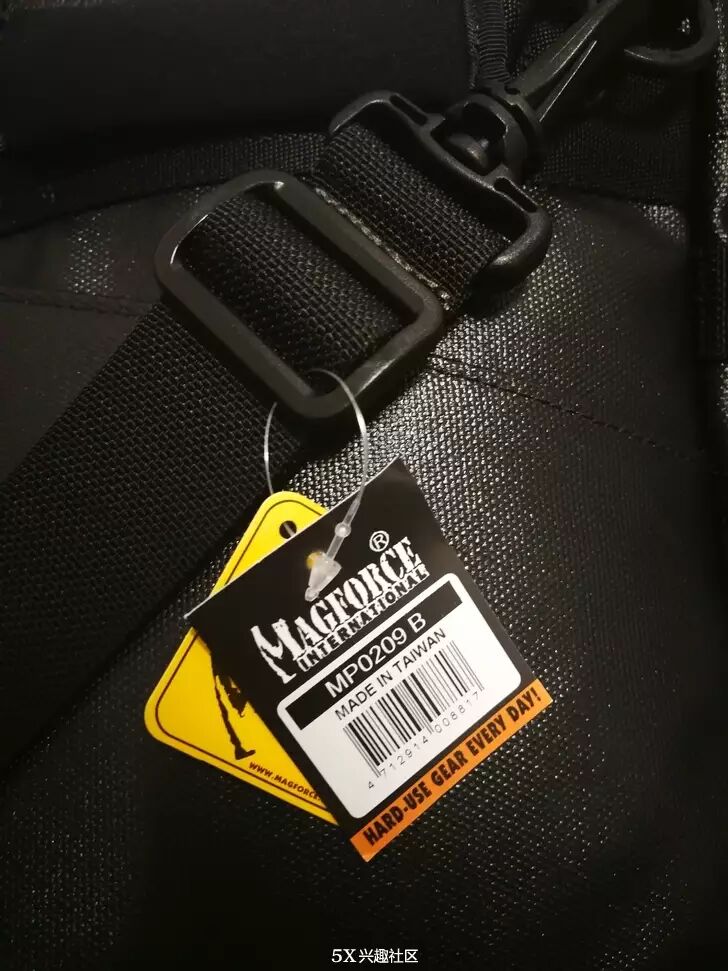 ®
MAGFORCE
INTERNATIONAL
MP0209 B
MADE IN TAIWAN
4 712914 008817
HARD-USE GEAR EVERY DAY!
WWW.MAGFORCE.
5X兴趣社区